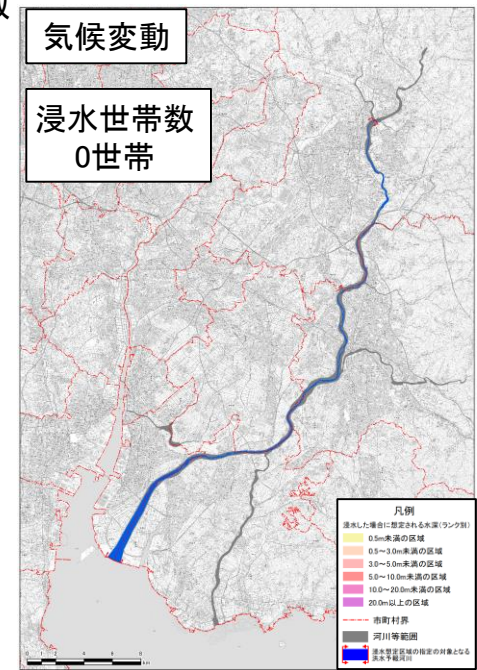 気候変動
浸水世帯数
0世帯
凡例
浸水した場合に想定される水深(ランク別)
0.5m未満の区域
0.5～3.0m未満の区域
3.0～5.0m未満の区域
5.0～10.0m未満の区域
10.0～20.0m未満の区域
20.0m以上の区域
市町村界
河川等範囲
浸水想定区域の指定の対象となる
洪水予報河川
km